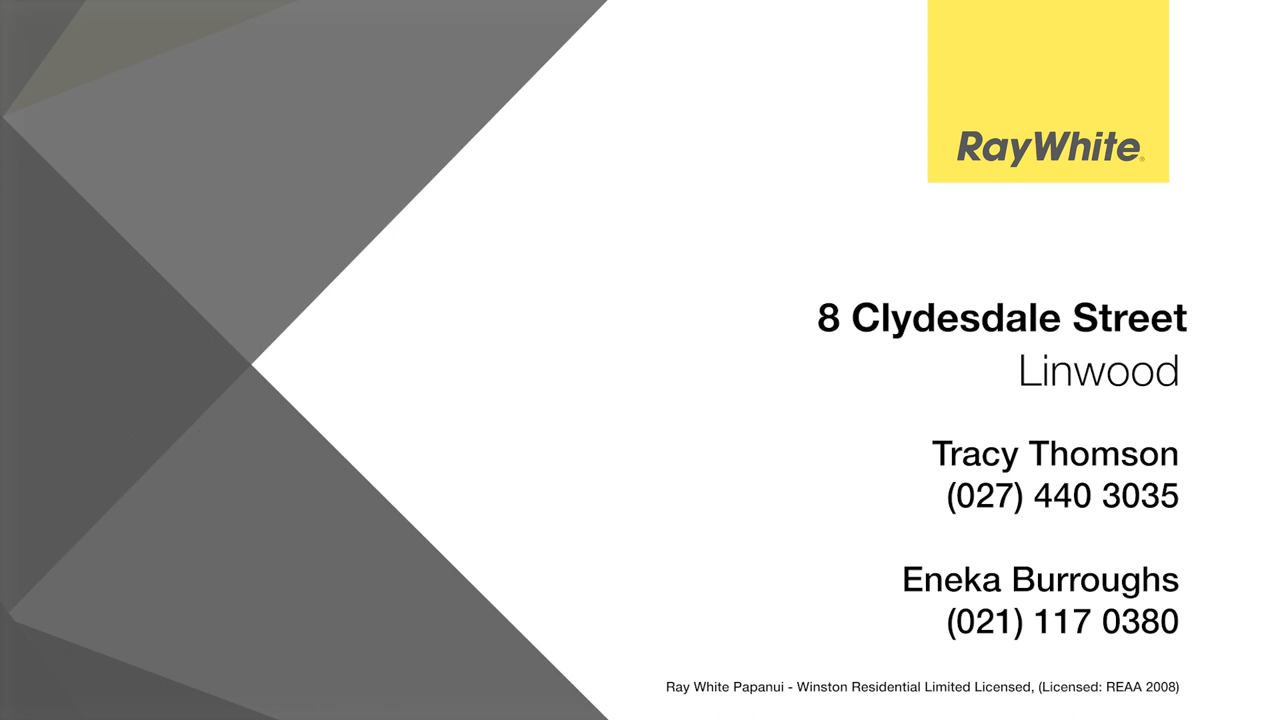 RayWhite
8 Clydesdale Street
Linwood
Tracy Thomson
(027) 440 3035
Eneka Burroughs
(021) 117 0380
Ray White Papanui - Winston Residential Limited Licensed, (Licensed: REAA 2008)